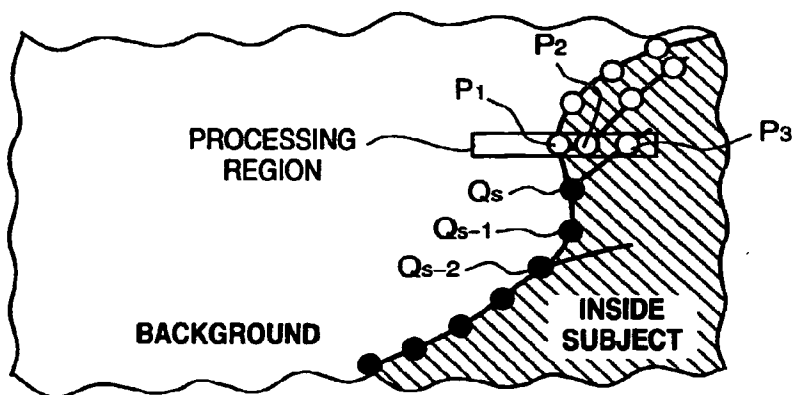 P2
P1
PROCESSING
REGION
P3
Qs
Qs-1
Qs-2
BACKGROUND
INSIDE
SUBJECT